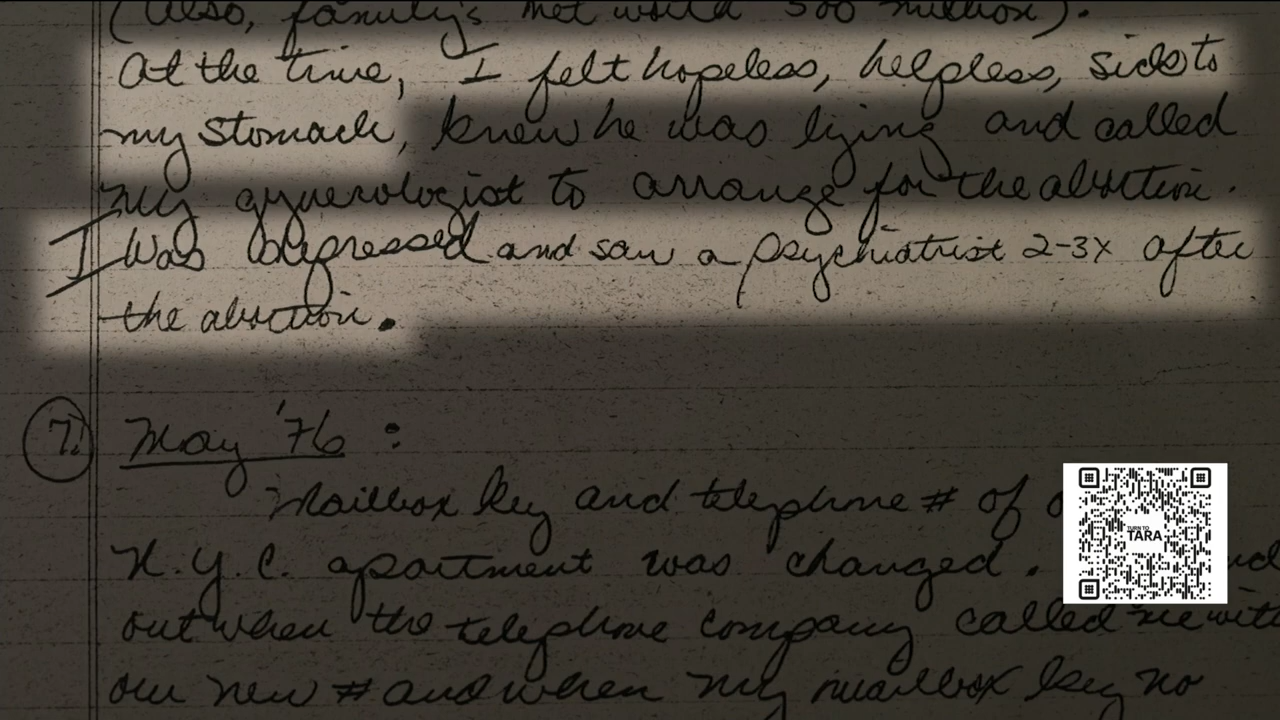 (Also, family's net world 500 million).
At the time, I felt hopeless, helpless, sick to
my stomach, knew he was lying and called
my gynecologist to arrange for the abortion.
I was depressed and saw a psychiatrist 2-3x after
the abortion.
7. May '76 :
Mailbox key and telephone # of
N.Y.C. apartment was changed.
out when the telephone company called me with
our new # and when my mailbox key no
TURN TO
TARA